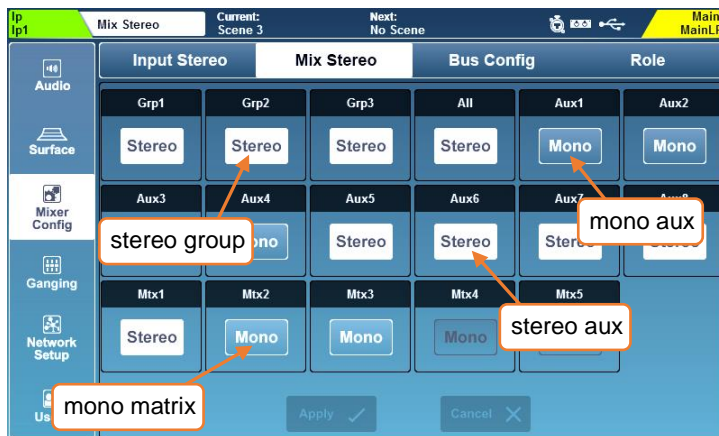 Ip Mix Stereo Current: Next: Main
Ip1 Scene 3 No Scene MainLR
Input Stereo Mix Stereo Bus Config Role
Audio
Grp1 Grp2 Grp3 All Aux1 Aux2
Surface
Stereo Stereo Stereo Stereo Mono Mono
Mixer
Config
Aux3 Aux4 Aux5 Aux6 Aux7
mono aux
stereo group
Stereo Stereo
Ganging
Mtx1 Mtx2 Mtx3 Mtx4 Mtx5
stereo aux
Network
Setup
Stereo Mono Mono Mono
mono matrix
Apply Cancel